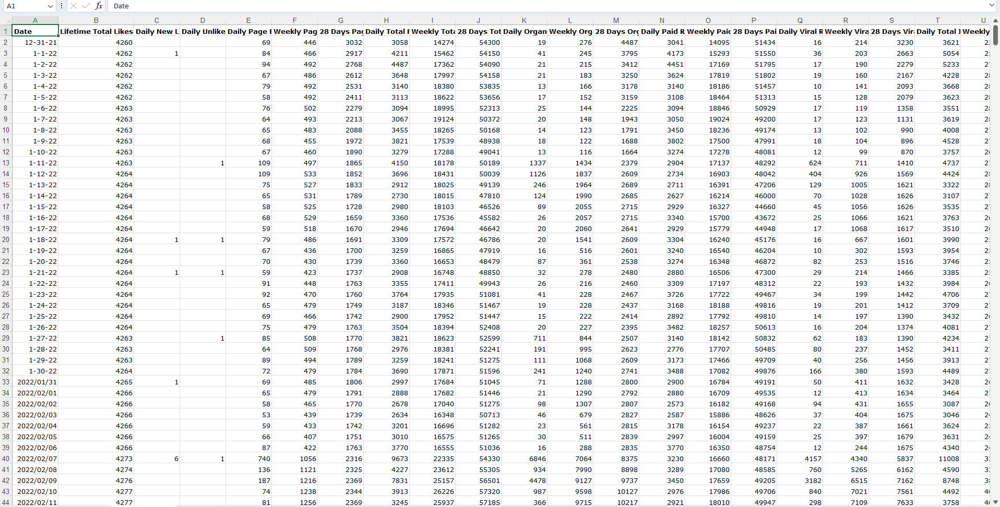 A1 fx Date
A B C D E F G H I J K L M N O P Q R S T U
1 Date Lifetime Total Likes Daily New L Daily Unlike Daily Page Weekly Pag 28 Days Pag Daily Total Weekly Tota 28 Days Tot Daily Organ Weekly Org 28 Days Org Daily Paid R Weekly Paid 28 Days Pai Daily Viral R Weekly Vira 28 Days Vir Daily Total Weekly
2 12-31-21 4260 69 446 3032 3058 14274 54300 19 276 4487 3041 14095 51434 16 214 3230 3621 2
3 1-1-22 4262 1 84 466 2917 4211 15462 54150 41 245 3795 4173 15293 51550 36 203 2663 5054 2
4 1-2-22 4262 94 492 2768 4487 17362 54090 21 215 3412 4451 17169 51795 17 190 2279 5233 2
5 1-3-22 4262 67 486 2612 3648 17997 54158 21 183 3250 3624 17819 51802 19 160 2167 4228 2
6 1-4-22 4262 79 492 2531 3140 18380 53835 13 166 3178 3140 18186 51457 10 141 2093 3668 2
7 1-5-22 4262 58 492 2411 3113 18622 53656 17 152 3159 3108 18464 51313 15 128 2079 3623 2
8 1-6-22 4263 76 502 2279 3094 18995 52313 25 144 2225 3094 18846 50929 17 119 1358 3551 2
9 1-7-22 4263 64 493 2213 3067 19124 50372 20 148 1943 3050 19024 49200 17 123 1131 3619 2
10 1-8-22 4263 65 483 2088 3455 18265 50168 14 123 1791 3450 18236 49174 13 102 990 4008 2
11 1-9-22 4263 68 455 1972 3821 17539 48938 18 122 1688 3802 17500 47991 18 104 896 4528 2
12 1-10-22 4263 67 460 1890 3279 17288 49041 13 116 1664 3274 17278 48081 12 99 870 3757 2
13 1-11-22 4263 1 109 497 1865 4150 18178 50189 1337 1434 2379 2904 17137 48292 624 711 1410 4737 2
14 1-12-22 4264 109 533 1852 3696 18431 50039 1126 1837 2609 2734 16903 48042 404 926 1569 4424 2
15 1-13-22 4264 75 527 1833 2912 18025 49139 246 1964 2689 2711 16391 47206 129 1005 1621 3322 2
16 1-14-22 4264 65 531 1789 2730 18015 47810 124 1990 2685 2627 16214 46000 70 1028 1626 3107 2
17 1-15-22 4264 58 525 1728 2980 18103 46526 89 2055 2715 2929 16327 44660 45 1056 1626 3535 2
18 1-16-22 4264 68 529 1659 3360 17536 45582 26 2057 2715 3340 15700 43672 25 1066 1621 3763 2
19 1-17-22 4264 59 518 1670 2946 17694 46642 20 2060 2641 2929 15779 44948 17 1068 1617 3510 2
20 1-18-22 4264 1 1 79 486 1691 3309 17572 46786 20 1541 2609 3304 16240 45176 16 667 1601 3990 2
21 1-19-22 4264 67 436 1700 3259 16865 47919 16 516 2601 3240 16540 46204 10 302 1593 3954 2
22 1-20-22 4264 70 430 1739 3360 16653 48479 87 361 2538 3274 16348 46872 82 253 1516 3746 2
23 1-21-22 4264 1 1 59 423 1737 2908 16748 48850 32 278 2480 2880 16506 47300 29 214 1466 3385 2
24 1-22-22 4264 91 448 1763 3355 17411 49943 26 216 2460 3309 17197 48312 22 193 1432 3984 2
25 1-23-22 4264 92 470 1760 3764 17935 51081 41 228 2467 3726 17722 49467 34 199 1442 4706 2
26 1-24-22 4264 65 479 1749 3187 18346 51467 19 228 2437 3168 18188 49816 19 201 1412 3709 2
27 1-25-22 4264 69 466 1742 2900 17952 51447 15 222 2414 2892 17792 49810 14 197 1390 3432 2
28 1-26-22 4264 75 479 1763 3504 18394 52408 20 227 2395 3482 18257 50613 16 204 1374 4081 2
29 1-27-22 4263 1 85 508 1770 3821 18623 52599 711 844 2507 3140 18142 50832 62 183 1390 4234 2
30 1-28-22 4263 64 509 1768 2976 18381 52241 191 995 2623 2776 17707 50485 80 237 1452 3411 2
31 1-29-22 4263 89 494 1789 3259 18241 51275 111 1068 2609 3173 17466 49709 40 256 1456 3913 2
32 1-30-22 4264 72 479 1784 3690 17871 51596 241 1240 2741 3488 17082 49876 166 380 1593 4489 2
33 2022/01/31 4265 1 69 485 1806 2997 17684 51045 71 1288 2800 2900 16784 49191 50 411 1632 3428 2
34 2022/02/01 4266 65 479 1791 2888 17682 51446 21 1290 2792 2880 16709 49535 12 413 1634 3464 2
35 2022/02/02 4266 58 465 1770 2678 17040 51275 98 1307 2807 2573 16182 49168 94 431 1655 3087 2
36 2022/02/03 4266 53 439 1739 2634 16348 50713 46 679 2827 2587 15886 48626 37 404 1675 3046 2
37 2022/02/04 4266 59 433 1742 3201 16696 51282 23 561 2815 3178 16154 49237 22 387 1661 3624 2
38 2022/02/05 4266 66 407 1751 3010 16575 51265 30 511 2839 2997 16004 49159 25 397 1679 3631 2
39 2022/02/06 4266 87 422 1763 3770 16555 51036 16 288 2835 3770 16350 48754 12 244 1675 4340 2
40 2022/02/07 4273 6 1 740 1056 2316 9673 22335 54330 6846 7064 8375 3230 16660 48171 4157 4340 5837 11008 3
41 2022/02/08 4274 136 1121 2325 4227 23612 55305 934 7990 8898 3289 17080 48585 760 5265 6162 4590 3
42 2022/02/09 4276 187 1216 2369 7831 25157 56501 4478 9127 9737 3450 17659 49205 3182 6515 7162 8748 3
43 2022/02/10 4277 74 1238 2344 3913 26226 57320 987 9598 10127 2976 17986 49706 840 7021 7561 4492 4
44 2022/02/11 4277 81 1256 2369 3245 25937 57185 366 9715 10217 2921 18010 49947 298 7109 7633 3758 4